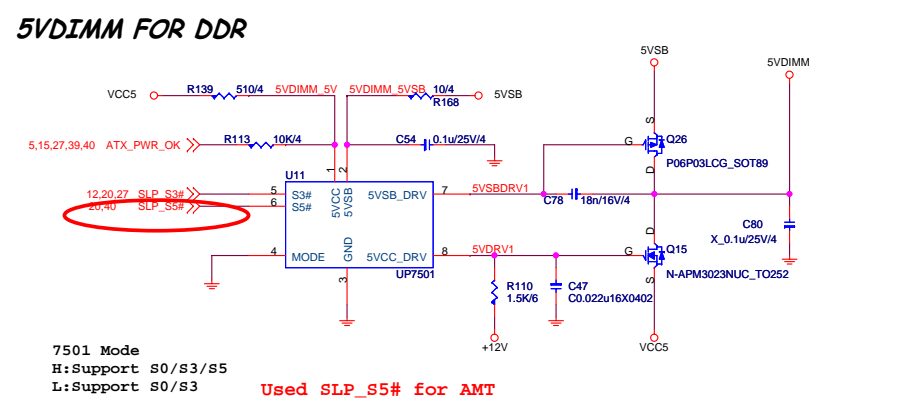 5VDIMM FOR DDR
5VSB
5VDIMM
VCC5
R139
510/4
5VDIMM_5V
5VDIMM_5VSB
10/4
R168
5VSB
5,15,27,39,40 ATX_PWR_OK
R113
10K/4
C54
0.1u/25V/4
S
G
Q26
P06P03LCG_SOT89
D
1
2
U11
12,20,27 SLP_S3#
5
S3#
5VCC
5VSB
5VSB_DRV
7
5VSBDRV1
20,40 SLP_S5#
6
S5#
C78
18n/16V/4
C80
X_0.1u/25V/4
D
4
MODE
GND
5VCC_DRV
8
5VDRV1
G
Q15
N-APM3023NUC_TO252
S
UP7501
3
R110
1.5K/6
C47
C0.022u16X0402
+12V
VCC5
7501 Mode
H:Support S0/S3/S5
L:Support S0/S3
Used SLP_S5# for AMT